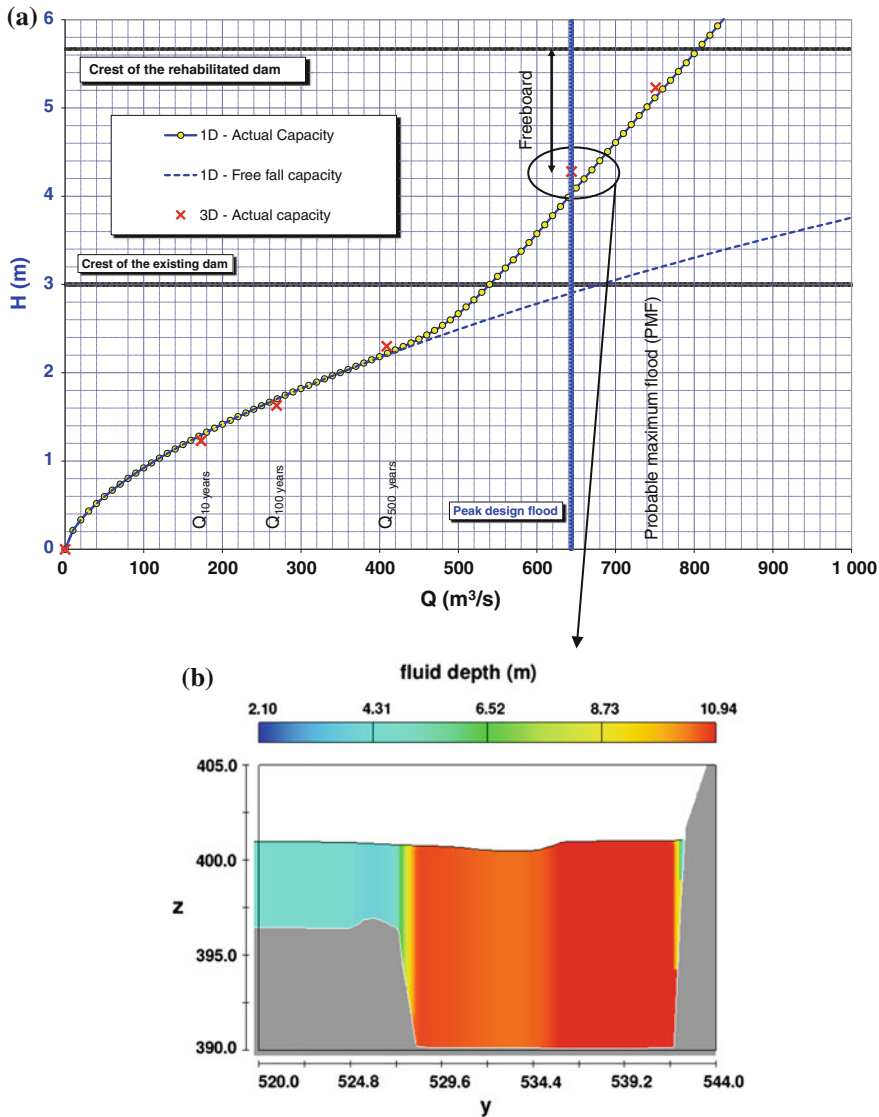 (a)
6
5
4
3
2
1
0
H (m)
Crest of the rehabilitated dam
1D - Actual Capacity
1D - Free fall capacity
3D - Actual capacity
Freeboard
Crest of the existing dam
Q10 years
Q100 years
Q500 years
Peak design flood
Probable maximum flood (PMF)
0 100 200 300 400 500 600 700 800 900 1 000
Q (m³/s)
(b)
fluid depth (m)
2.10 4.31 6.52 8.73 10.94
405.0
400.0
395.0
390.0
z
520.0 524.8 529.6 534.4 539.2 544.0
y